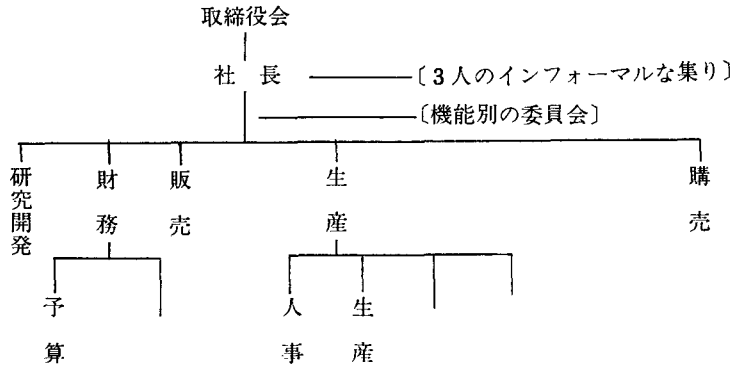 取締役会
社長
〔3人のインフォーマルな集り〕
〔機能別の委員会〕
研究開発
財務
販売
生産
購売
予算
人事
生産